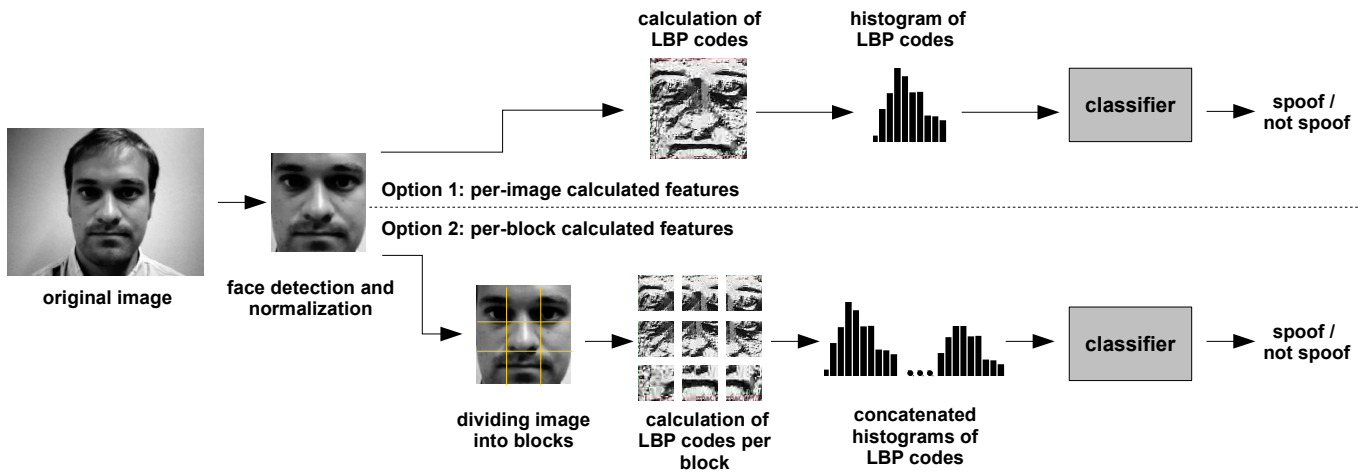 calculation of
LBP codes
histogram of
LBP codes
classifier
spoof /
not spoof
Option 1: per-image calculated features
Option 2: per-block calculated features
original image
face detection and
normalization
classifier
spoof /
not spoof
dividing image
into blocks
calculation of
LBP codes per
block
concatenated
histograms of
LBP codes